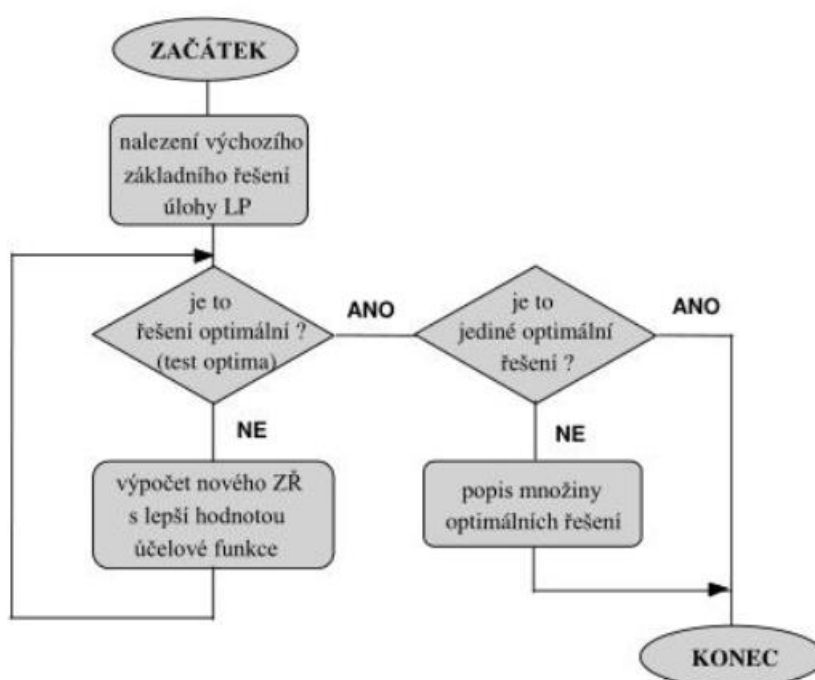 ZAČÁTEK
nalezení výchozího
základního řešení
úlohy LP
je to
řešení optimální ?
(test optima)
ANO
je to
jediné optimální
řešení ?
ANO
NE
výpočet nového ZŘ
s lepší hodnotou
účelové funkce
NE
popis množiny
optimálních řešení
KONEC